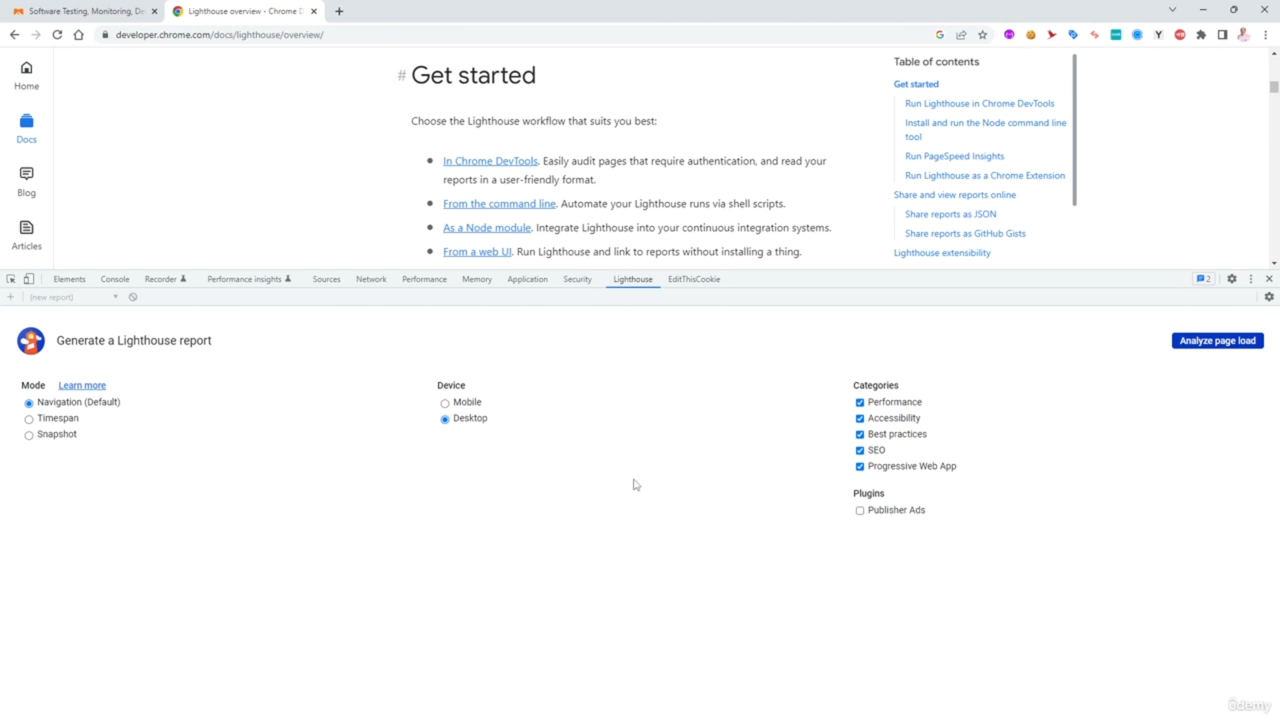 Software Testing, Monitoring, De
Lighthouse overview - Chrome D
developer.chrome.com/docs/lighthouse/overview/
Home
Docs
Blog
Articles
# Get started
Choose the Lighthouse workflow that suits you best:
In Chrome DevTools. Easily audit pages that require authentication, and read your
reports in a user-friendly format.
From the command line. Automate your Lighthouse runs via shell scripts.
As a Node module. Integrate Lighthouse into your continuous integration systems.
From a web UI. Run Lighthouse and link to reports without installing a thing.
Table of contents
Get started
Run Lighthouse in Chrome DevTools
Install and run the Node command line
tool
Run PageSpeed Insights
Run Lighthouse as a Chrome Extension
Share and view reports online
Share reports as JSON
Share reports as GitHub Gists
Lighthouse extensibility
Elements Console Recorder Performance insights Sources Network Performance Memory Application Security Lighthouse EditThisCookie 2
(new report)
Generate a Lighthouse report
Analyze page load
Mode Learn more
Navigation (Default)
Timespan
Snapshot
Device
Mobile
Desktop
Categories
Performance
Accessibility
Best practices
SEO
Progressive Web App
Plugins
Publisher Ads
ûdemy